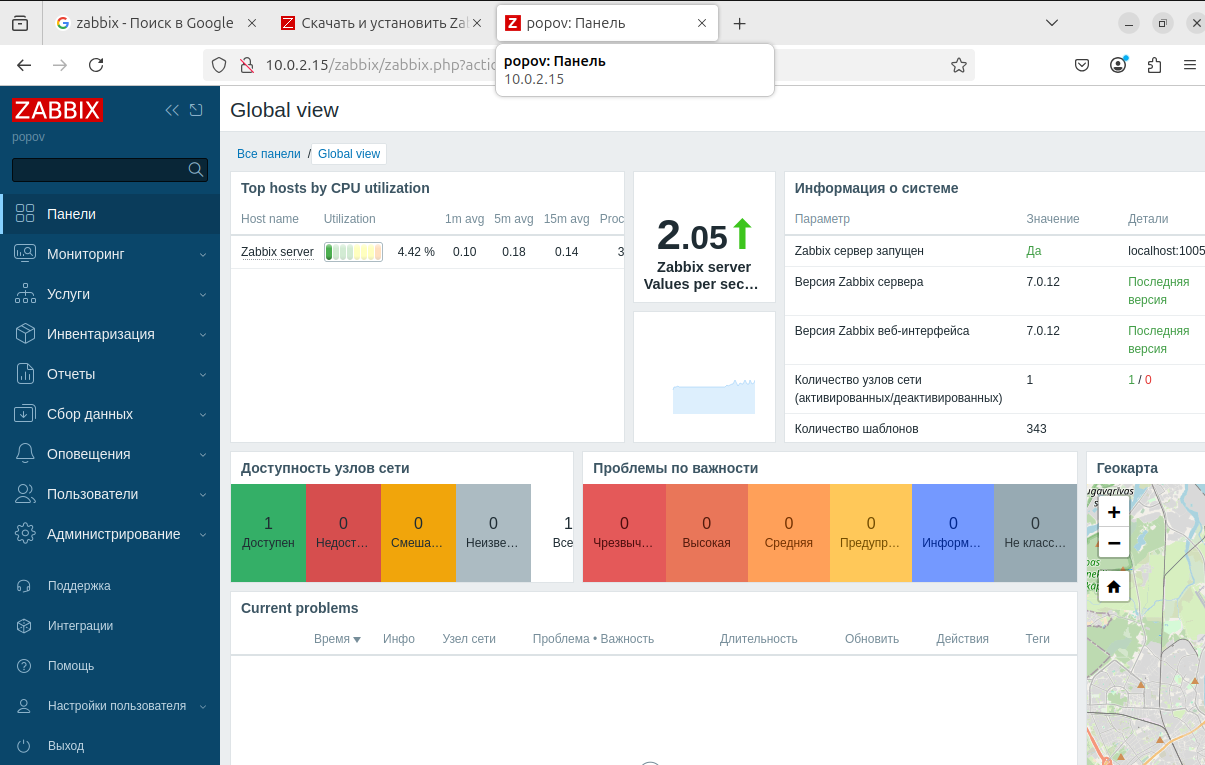 zabbix - Поиск в Google
Скачать и установить Za
popov: Панель
10.0.2.15/zabbix/zabbix.php?actio
popov: Панель
10.0.2.15
ZABBIX
popov
Панели
Мониторинг
Услуги
Инвентаризация
Отчеты
Сбор данных
Оповещения
Пользователи
Администрирование
Поддержка
Интеграции
Помощь
Настройки пользователя
Выход
Global view
Все панели / Global view
Top hosts by CPU utilization
Host name Utilization 1m avg 5m avg 15m avg Proc
Zabbix server 4.42 % 0.10 0.18 0.14 3
2.05
Zabbix server
Values per sec…
Информация о системе
Параметр Значение Детали
Zabbix сервер запущен Да localhost:1005
Версия Zabbix сервера 7.0.12 Последняя
версия
Версия Zabbix веб-интерфейса 7.0.12 Последняя
версия
Количество узлов сети 1 1 / 0
(активированных/деактивированных)
Количество шаблонов 343
Доступность узлов сети
1 0 0 0 1
Доступен Недост… Смеша… Неизве… Все
Проблемы по важности
0 0 0 0 0 0
Чрезвыч… Высокая Средняя Предупр… Информ… Не класс…
Геокарта
ugavgrivas
+
−
Current problems
Время Инфо Узел сети Проблема • Важность Длительность Обновить Действия Теги